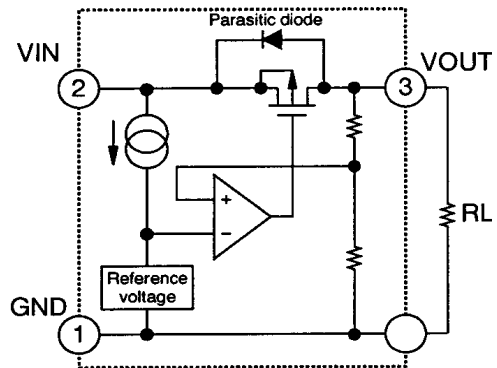 Parasitic diode
VIN
VOUT
2
3
+
−
RL
Reference
voltage
GND
1